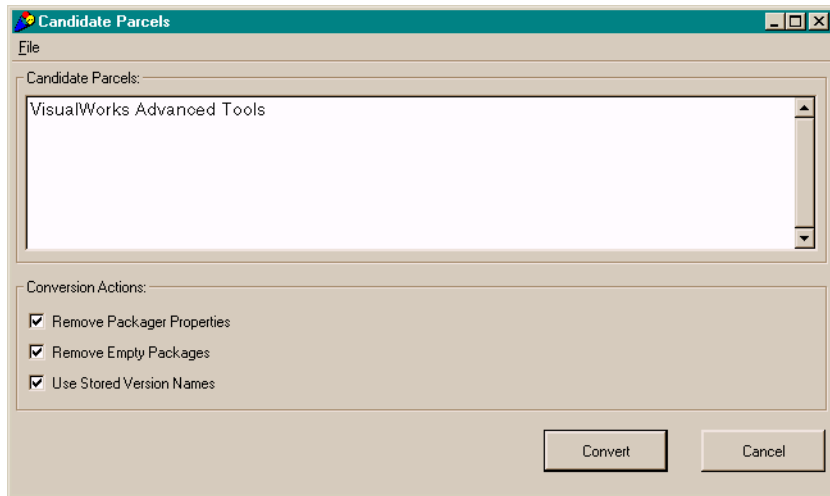 Candidate Parcels
File
Candidate Parcels:
VisualWorks Advanced Tools
Conversion Actions:
Remove Packager Properties
Remove Empty Packages
Use Stored Version Names
Convert Cancel